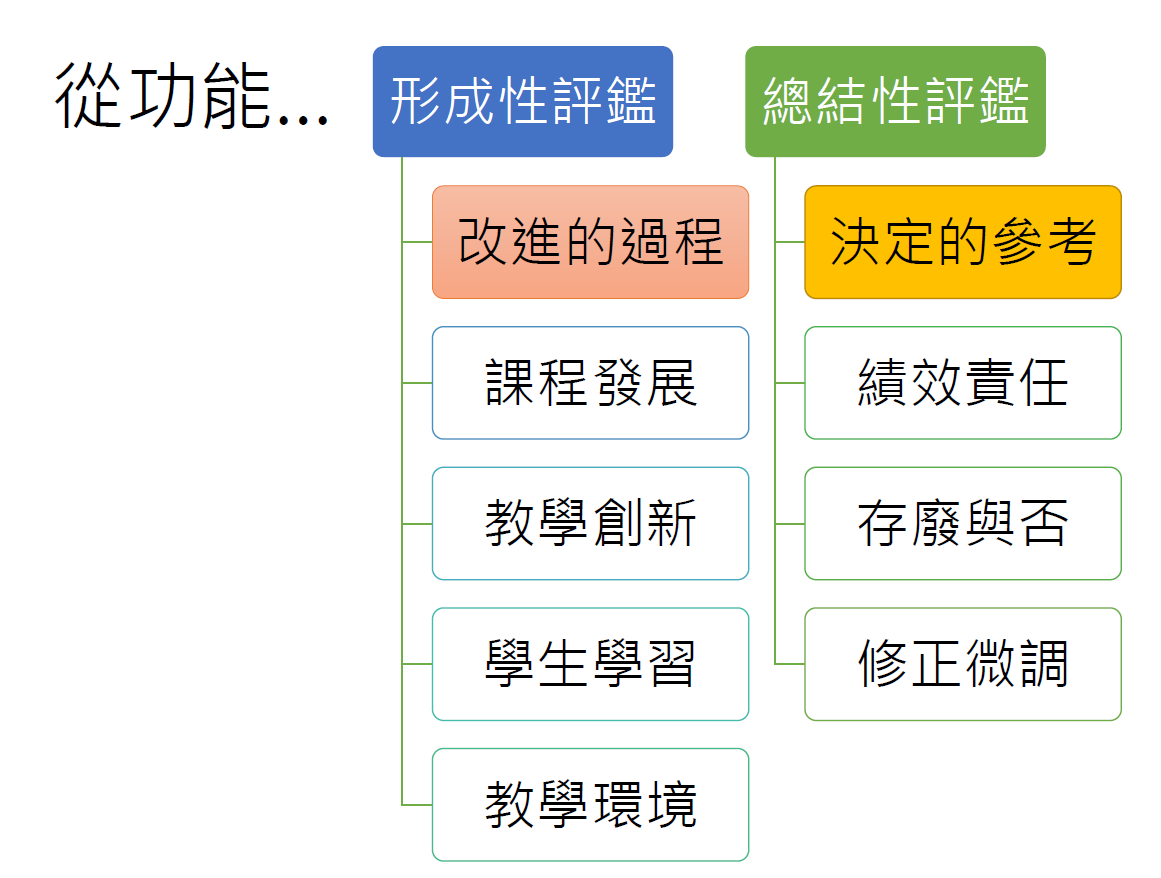 從功能...
形成性評鑑
改進的過程
課程發展
教學創新
學生學習
教學環境
總結性評鑑
決定的參考
績效責任
存廢與否
修正微調